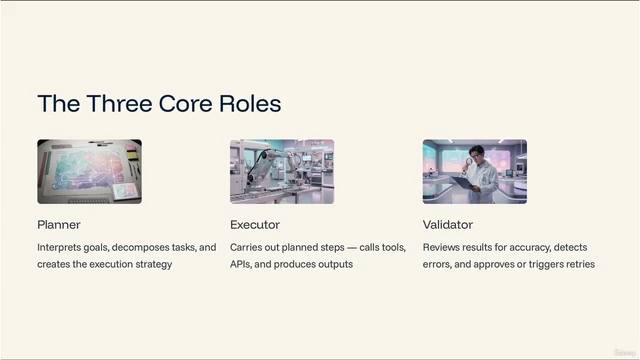 The Three Core Roles
Planner
Interprets goals, decomposes tasks, and
creates the execution strategy
Executor
Carries out planned steps — calls tools,
APIs, and produces outputs
Validator
Reviews results for accuracy, detects
errors, and approves or triggers retries
Udemy